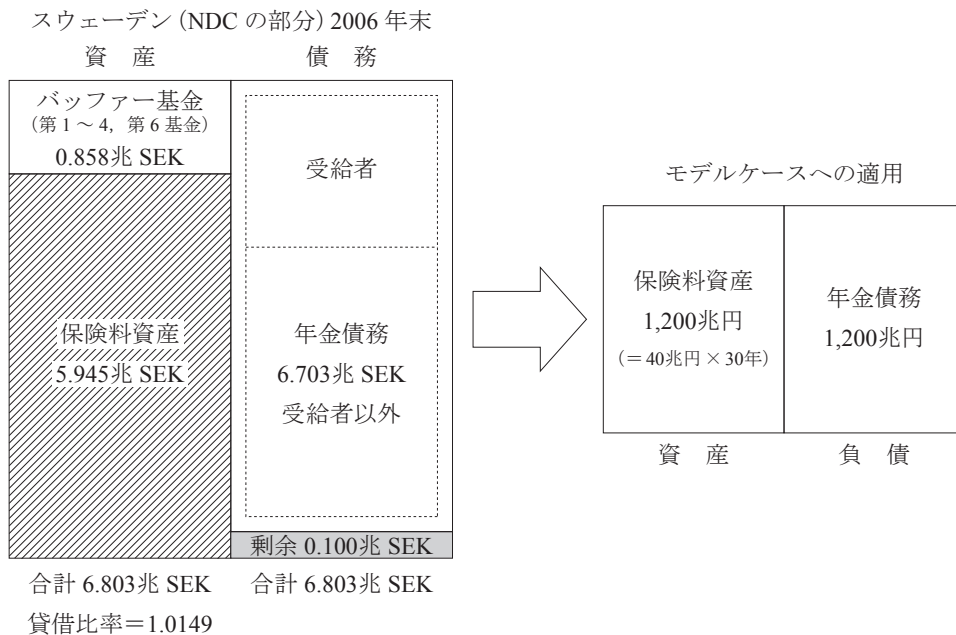 スウェーデン（NDC の部分）2006 年末
資　産
債　務
バッファー基金
（第 1 ～ 4，第 6 基金）
0.858兆 SEK
保険料資産
5.945兆 SEK
受給者
年金債務
6.703兆 SEK
受給者以外
剰余 0.100兆 SEK
合計 6.803兆 SEK
合計 6.803兆 SEK
貸借比率＝1.0149
モデルケースへの適用
保険料資産
1,200兆円
（＝ 40兆円 × 30年）
年金債務
1,200兆円
資　産
負　債